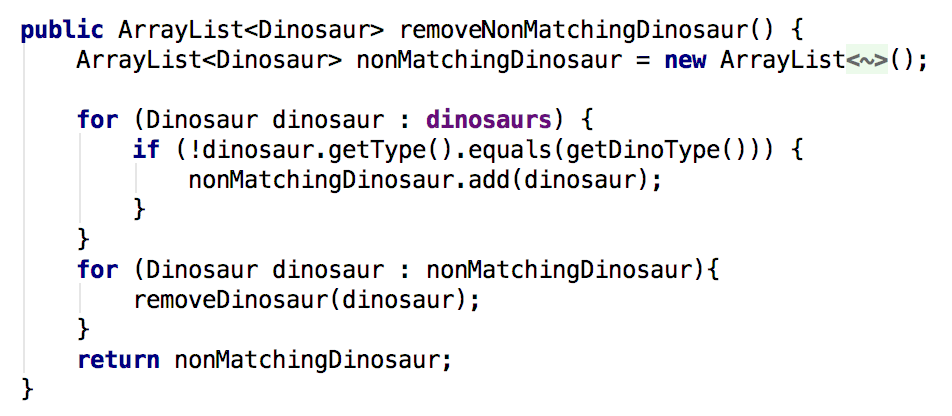 public ArrayList<Dinosaur> removeNonMatchingDinosaur() {
ArrayList<Dinosaur> nonMatchingDinosaur = new ArrayList<~>();
for (Dinosaur dinosaur : dinosaurs) {
if (!dinosaur.getType().equals(getDinoType())) {
nonMatchingDinosaur.add(dinosaur);
}
}
for (Dinosaur dinosaur : nonMatchingDinosaur){
removeDinosaur(dinosaur);
}
return nonMatchingDinosaur;
}